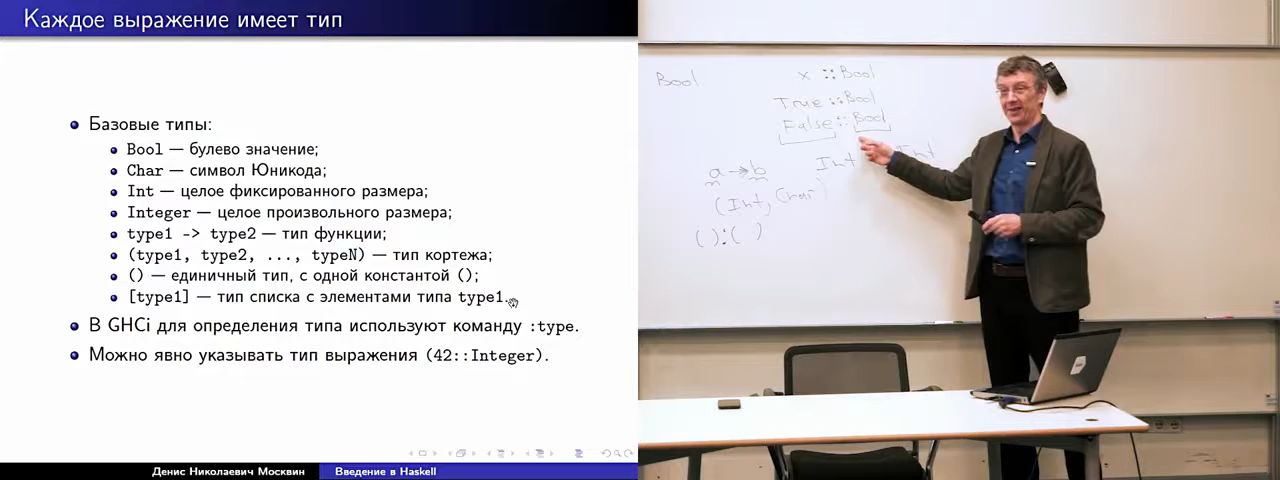 Каждое выражение имеет тип
Базовые типы:
Bool — булево значение;
Char — символ Юникода;
Int — целое фиксированного размера;
Integer — целое произвольного размера;
type1 -> type2 — тип функции;
(type1, type2, ..., typeN) — тип кортежа;
() — единичный тип, с одной константой ();
[type1] — тип списка с элементами типа type1.
В GHCi для определения типа используют команду :type.
Можно явно указывать тип выражения (42::Integer).
Денис Николаевич Москвин Введение в Haskell
Bool
x :: Bool
True :: Bool
False :: Bool
a → b
Int Int
(Int, Char)
() :: ()